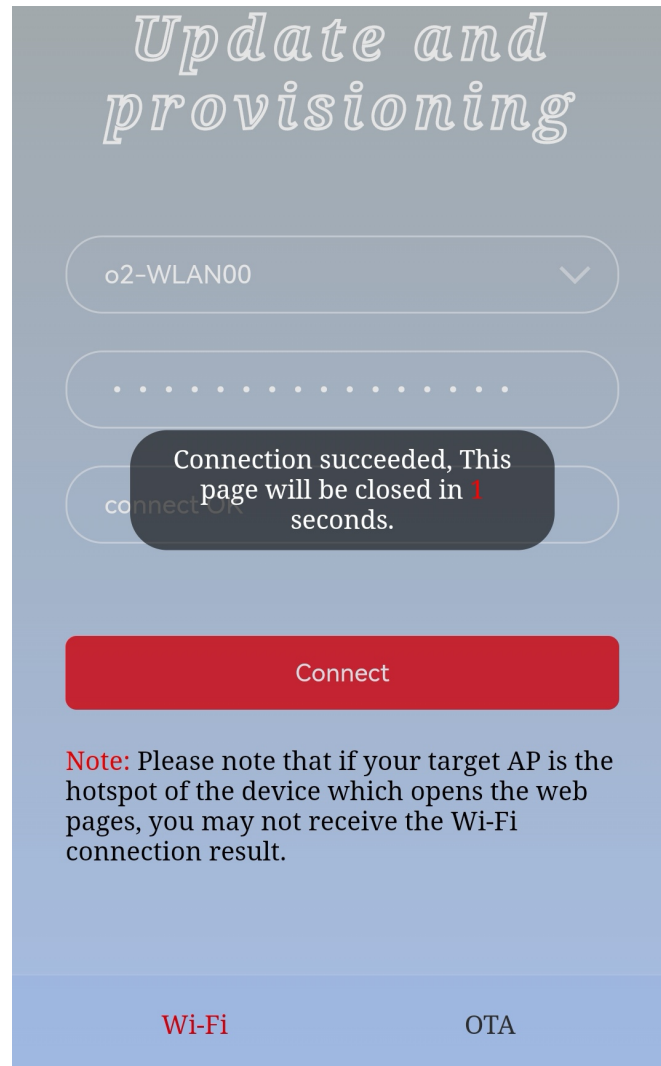 Update and
provisioning
o2-WLAN00
Connection succeeded, This
page will be closed in 1
seconds.
connect OK
Connect
Note: Please note that if your target AP is the
hotspot of the device which opens the web
pages, you may not receive the Wi-Fi
connection result.
Wi-Fi
OTA